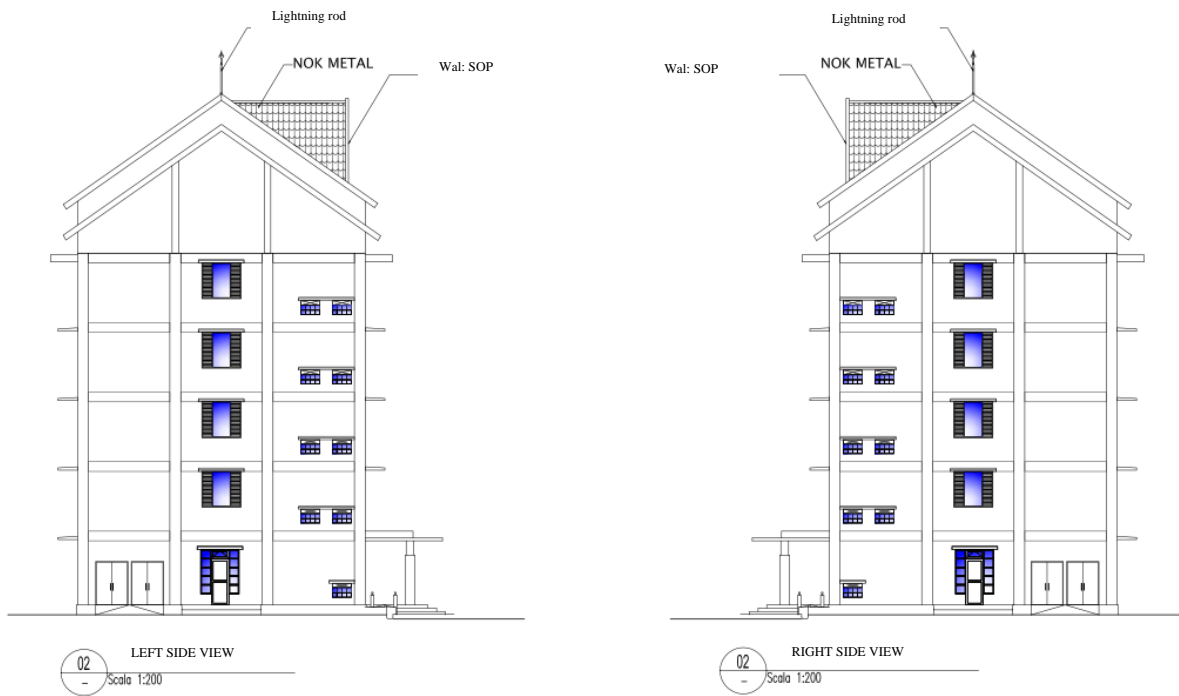 Lightning rod
NOK METAL
Wal: SOP
LEFT SIDE VIEW
02
–
Scala 1:200
Lightning rod
Wal: SOP
NOK METAL
RIGHT SIDE VIEW
02
–
Scala 1:200